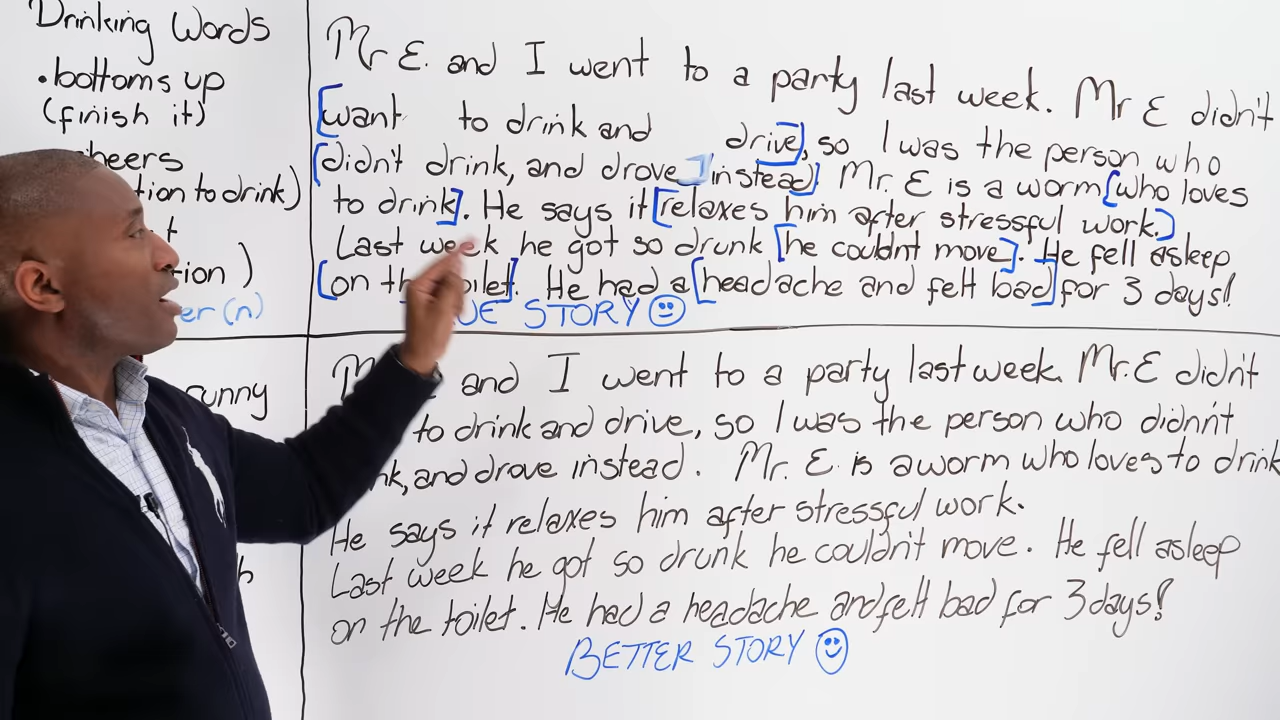 Drinking Words
• bottoms up
(finish it)
heers
tion to drink)
t
ion )
er (n)
unny
h
Mr E. and I went to a party last week. Mr E didn't
[want to drink and drive], so I was the person who
[didn't drink, and drove] instead] Mr. E is a worm [who loves
to drink]. He says it [relaxes him after stressful work.]
Last week he got so drunk [he couldnt move]. He fell asleep
[on th oilet]. He had a [headache and felt bad] for 3 days!
UE STORY ☺
M and I went to a party last week. Mr. E didn't
to drink and drive, so I was the person who didnn't
nk, and drove instead. Mr. E is a worm who loves to drink
He says it relaxes him after stressful work.
Last week he got so drunk he couldn't move. He fell asleep
on the toilet. He had a headache and felt bad for 3 days!
BETTER STORY ☺